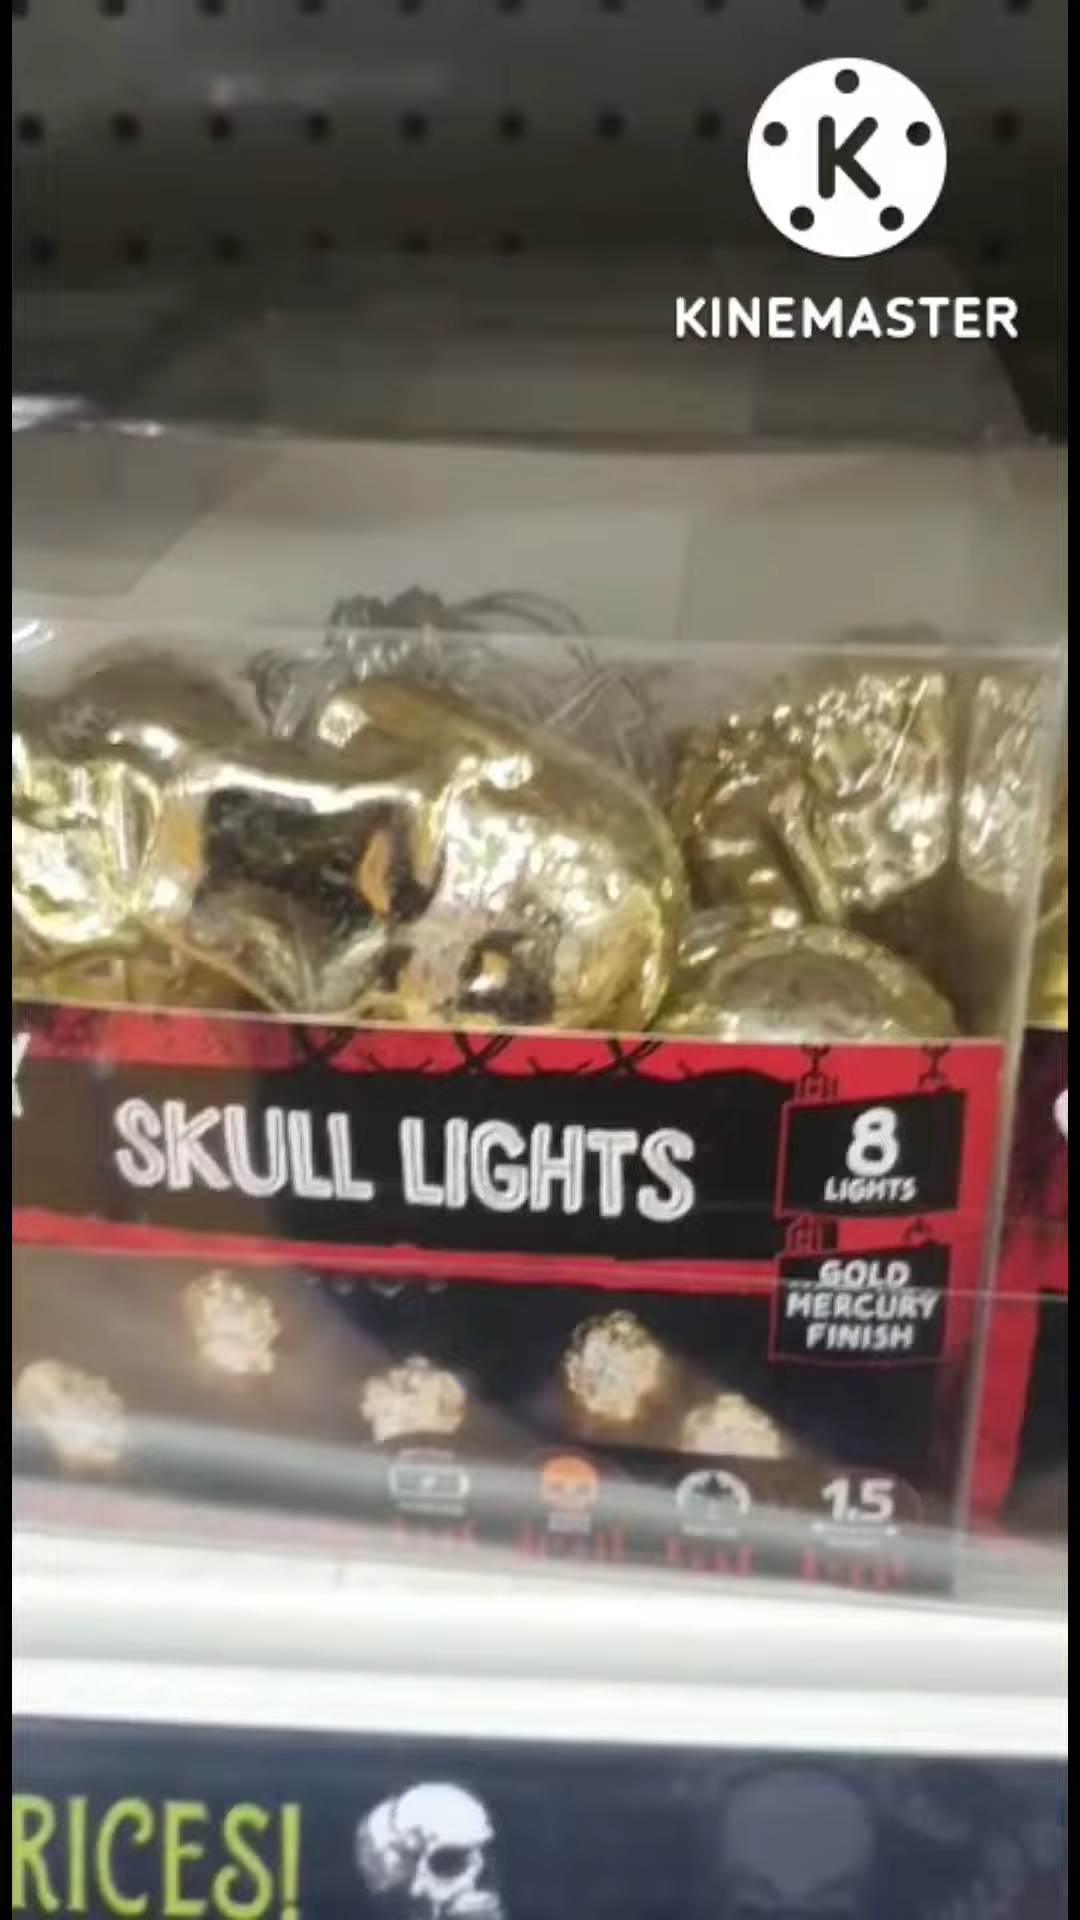 K
KINEMASTER
SKULL LIGHTS
8
LIGHTS
GOLD
MERCURY
FINISH
1.5
RICES!